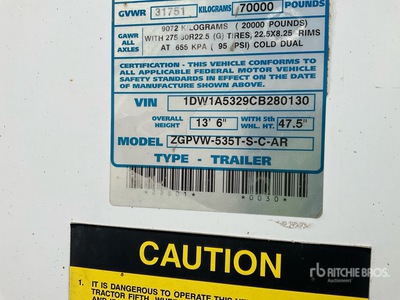 GVWR 31751 KILOGRAMS 70000 POUNDS
GAWR ALL AXLES 9072 KILOGRAMS ( 20000 POUNDS)
WITH 275/80R22.5 (G) TIRES, 22.5X8.25 RIMS
AT 655 KPA ( 95 PSI) COLD DUAL
CERTIFICATION - THIS VEHICLE CONFORMS TO
ALL APPLICABLE FEDERAL MOTOR VEHICLE
SAFETY STANDARDS IN EFFECT ON THE DATE
OF MANUFACTURE SHOWN ABOVE.
VIN 1DW1A5329CB280130
OVERALL HEIGHT 13' 6" WITH 5th WHL. HT. 47.5"
MODEL ZGPVW-535T-S-C-AR
TYPE - TRAILER
*0030*
CAUTION
rb RITCHIE BROS.
Auctioneers
1. IT IS DANGEROUS TO OPERATE THIS
TRACTOR FIFTH